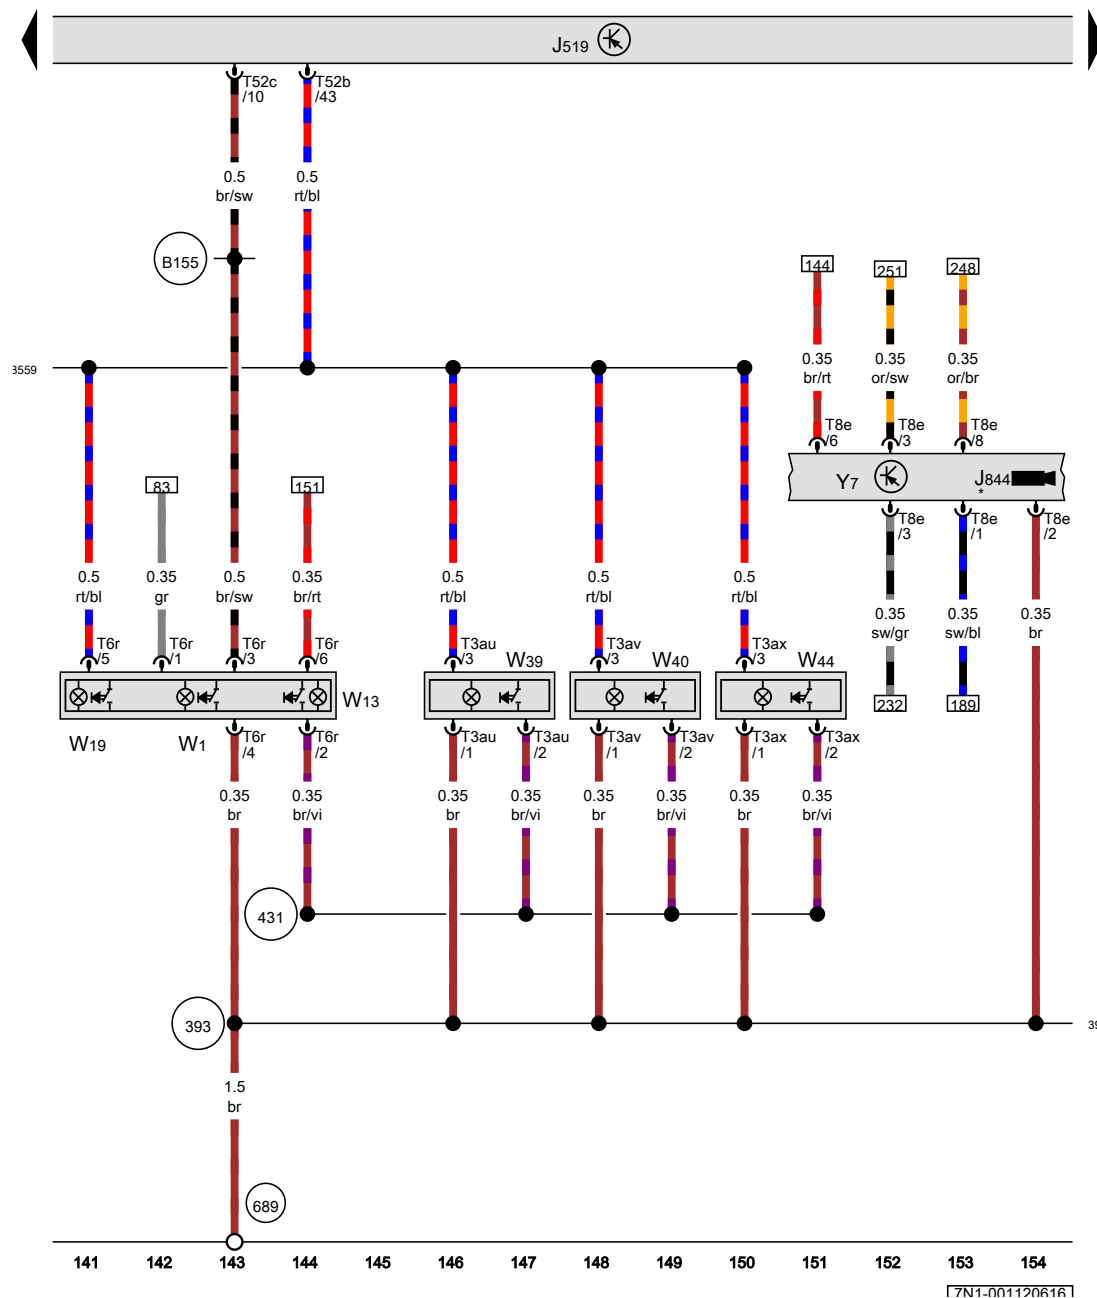 J519
T52c
/10
T52b
/43
0.5
br/sw
0.5
rt/bl
B155
144
251
248
3559
0.35
br/rt
0.35
or/sw
0.35
or/br
T8e
/6
T8e
/3
T8e
/8
Y7
J844
*
83
151
T8e
/3
T8e
/1
T8e
/2
0.5
rt/bl
0.35
gr
0.5
br/sw
0.35
br/rt
0.5
rt/bl
0.5
rt/bl
0.5
rt/bl
0.35
sw/gr
0.35
sw/bl
0.35
br
T6r
/5
T6r
/1
T6r
/3
T6r
/6
T3au
/3
W39
T3av
/3
W40
T3ax
/3
W44
W13
232
189
W19
W1
T6r
/4
T6r
/2
T3au
/1
T3au
/2
T3av
/1
T3av
/2
T3ax
/1
T3ax
/2
0.35
br
0.35
br/vi
0.35
br
0.35
br/vi
0.35
br
0.35
br/vi
0.35
br
0.35
br/vi
431
393
39
1.5
br
689
141 142 143 144 145 146 147 148 149 150 151 152 153 154
7N1-001120616